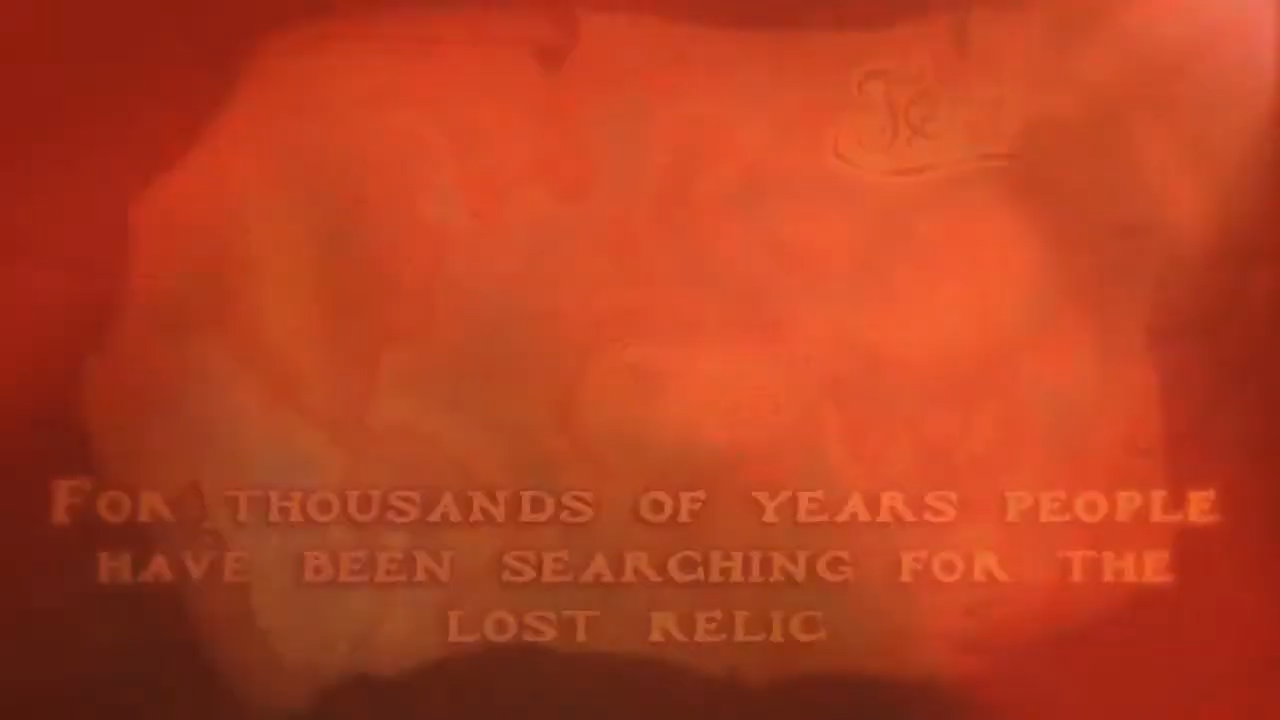 FOR THOUSANDS OF YEARS PEOPLE
HAVE BEEN SEARCHING FOR THE
LOST RELIC